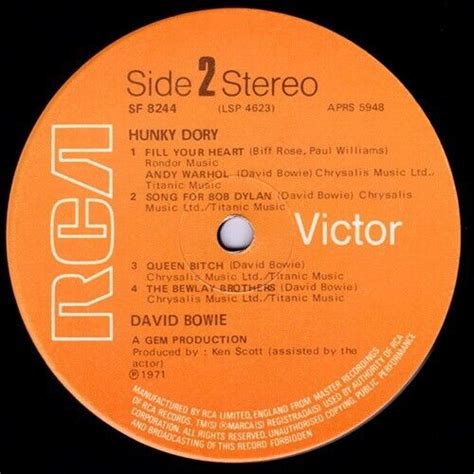 Side 2 Stereo
SF 8244 (LSP 4623) APRS 5948
HUNKY DORY
1 FILL YOUR HEART (Biff Rose, Paul Williams)
Rondor Music
ANDY WARHOL (David Bowie) Chrysalis Music Ltd./
Titanic Music
2 SONG FOR BOB DYLAN (David Bowie) Chrysalis
Music Ltd./Titanic Music
RCA
Victor
3 QUEEN BITCH (David Bowie)
Chrysalis Music Ltd./Titanic Music
4 THE BEWLAY BROTHERS (David Bowie)
Chrysalis Music Ltd./Titanic Music
DAVID BOWIE
A GEM PRODUCTION
Produced by : Ken Scott (assisted by the
actor)
℗1971
MANUFACTURED BY RCA LIMITED, ENGLAND FROM MASTER RECORDINGS
OF RCA RECORDS. TM(S) ® MARCA(S) REGISTRADA(S) USED BY AUTHORITY OF RCA
RECORDS, NEW YORK, N.Y. UNAUTHORISED COPYING, PUBLIC PERFORMANCE,
AND BROADCASTING OF THIS RECORD FORBIDDEN